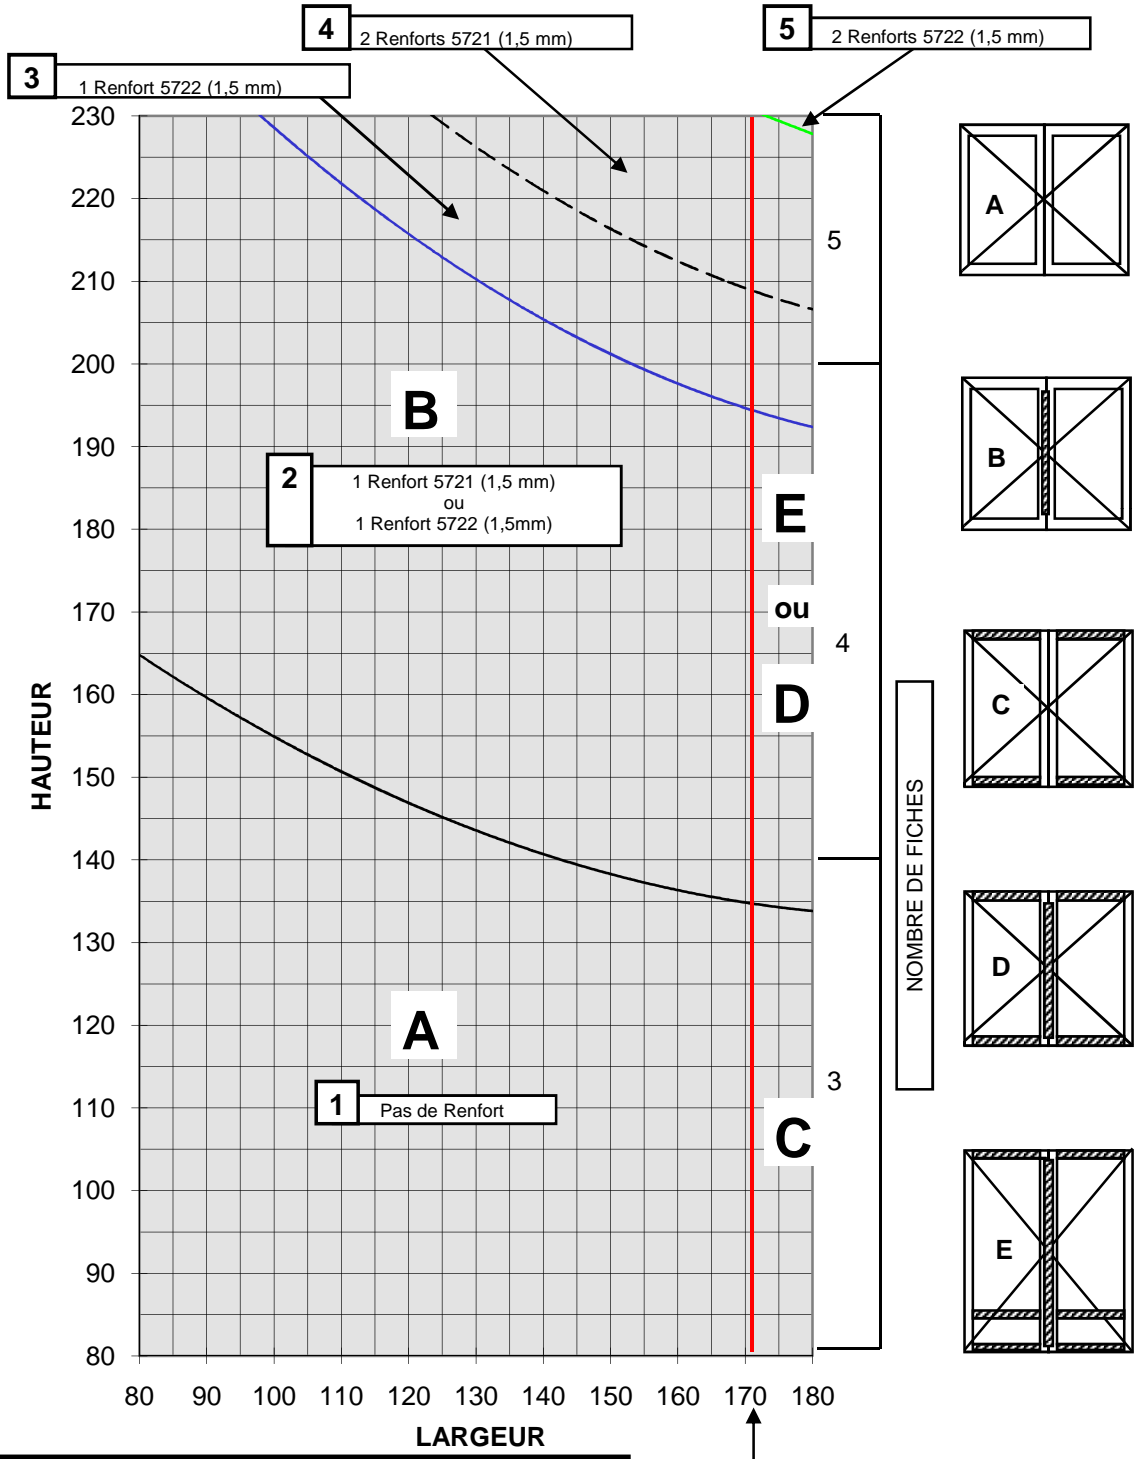 4
2 Renforts 5721 (1,5 mm)
5
2 Renforts 5722 (1,5 mm)
3
1 Renfort 5722 (1,5 mm)
230
220
210
200
190
180
170
160
150
140
130
120
110
100
90
80
HAUTEUR
B
2
1 Renfort 5721 (1,5 mm)
ou
1 Renfort 5722 (1,5mm)
E
ou
D
A
1
Pas de Renfort
C
5
4
3
NOMBRE DE FICHES
A
B
C
D
E
80 90 100 110 120 130 140 150 160 170 180
LARGEUR